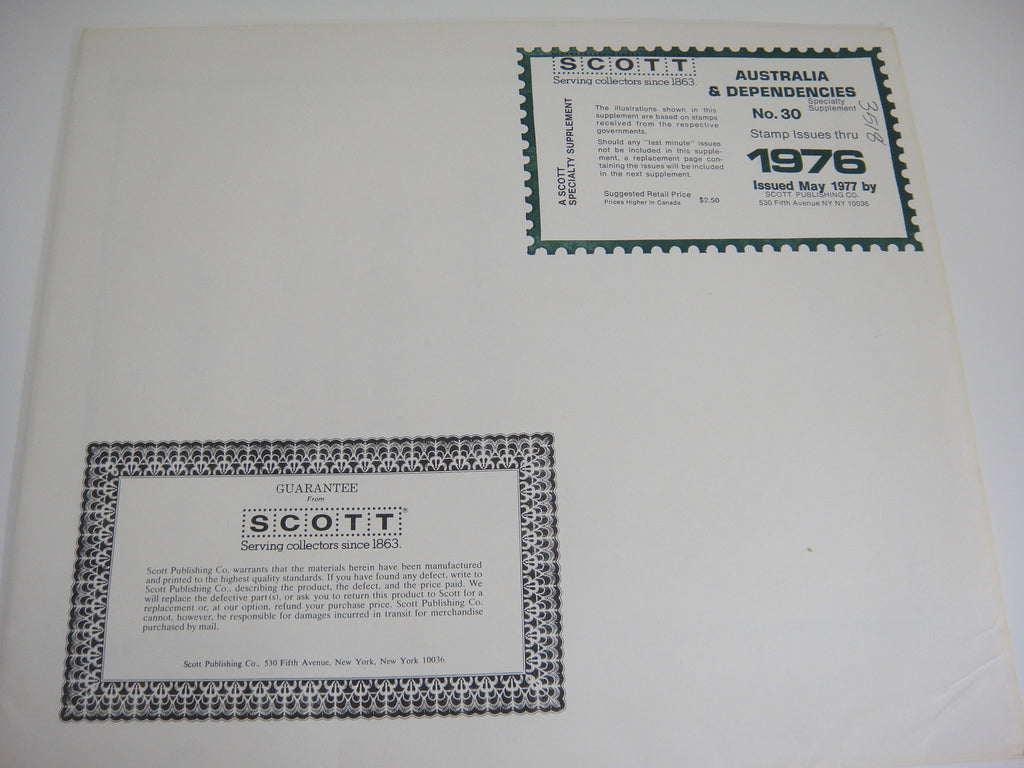 SCOTT
Serving collectors since 1863.
A SCOTT
SPECIALTY SUPPLEMENT
The illustrations shown in this
supplement are based on stamps
received from the respective
governments.
Should any "last minute" issues
not be included in this supple-
ment, a replacement page con-
taining the issues will be included
in the next supplement.
Suggested Retail Price
Prices Higher in Canada $2.50
AUSTRALIA
& DEPENDENCIES
No. 30 Specialty
Supplement
3518
Stamp Issues thru
1976
Issued May 1977 by
SCOTT PUBLISHING CO.
530 Fifth Avenue NY NY 10036
GUARANTEE
From
SCOTT®
Serving collectors since 1863.
Scott Publishing Co. warrants that the materials herein have been manufactured
and printed to the highest quality standards. If you have found any defect, write to
Scott Publishing Co., describing the product, the defect, and the price paid. We
will replace the defective part(s), or ask you to return this product to Scott for a
replacement or, at our option, refund your purchase price. Scott Publishing Co.
cannot, however, be responsible for damages incurred in transit for merchandise
purchased by mail.
Scott Publishing Co., 530 Fifth Avenue, New York, New York 10036